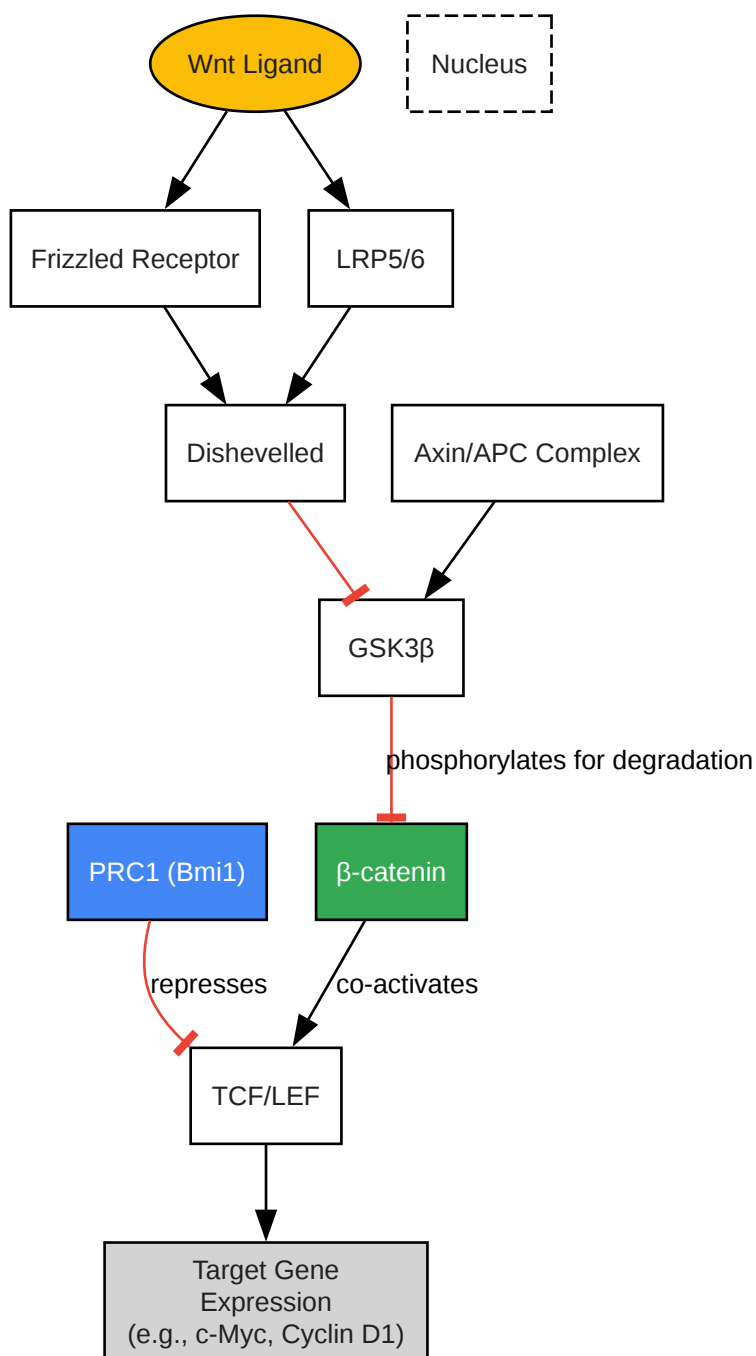 Wnt Ligand
Nucleus
Frizzled Receptor
LRP5/6
Dishevelled
Axin/APC Complex
GSK3β
phosphorylates for degradation
PRC1 (Bmi1)
β-catenin
represses
co-activates
TCF/LEF
Target Gene
Expression
(e.g., c-Myc, Cyclin D1)